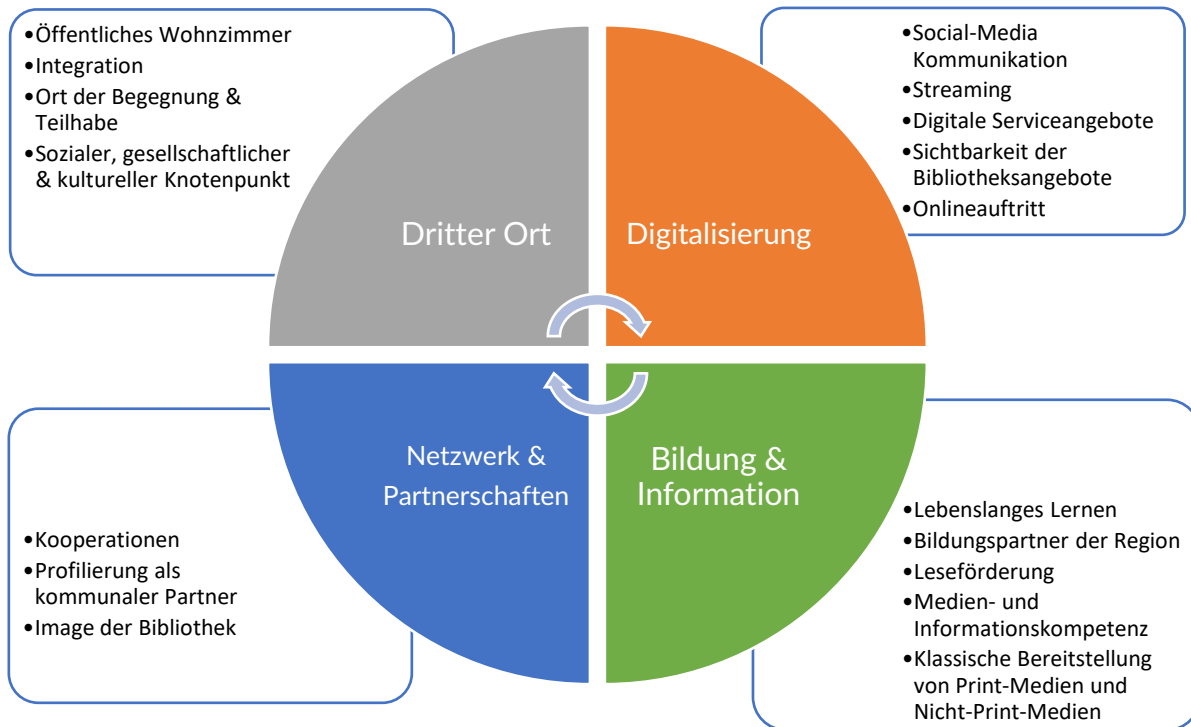 •Öffentliches Wohnzimmer
•Integration
•Ort der Begegnung &
Teilhabe
•Sozialer, gesellschaftlicher
& kultureller Knotenpunkt
•Social-Media
Kommunikation
•Streaming
•Digitale Serviceangebote
•Sichtbarkeit der
Bibliotheksangebote
•Onlineauftritt
Dritter Ort
Digitalisierung
Netzwerk &
Partnerschaften
Bildung &
Information
•Kooperationen
•Profilierung als
kommunaler Partner
•Image der Bibliothek
•Lebenslanges Lernen
•Bildungspartner der Region
•Leseförderung
•Medien- und
Informationskompetenz
•Klassische Bereitstellung
von Print-Medien und
Nicht-Print-Medien